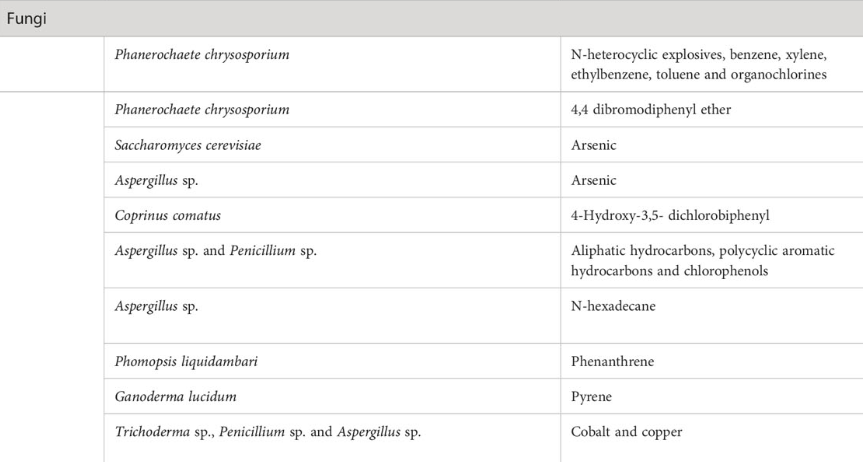 Fungi
Phanerochaete chrysosporium
N-heterocyclic explosives, benzene, xylene,
ethylbenzene, toluene and organochlorines
Phanerochaete chrysosporium
4,4 dibromodiphenyl ether
Saccharomyces cerevisiae
Arsenic
Aspergillus sp.
Arsenic
Coprinus comatus
4-Hydroxy-3,5- dichlorobiphenyl
Aspergillus sp. and Penicillium sp.
Aliphatic hydrocarbons, polycyclic aromatic
hydrocarbons and chlorophenols
Aspergillus sp.
N-hexadecane
Phomopsis liquidambari
Phenanthrene
Ganoderma lucidum
Pyrene
Trichoderma sp., Penicillium sp. and Aspergillus sp.
Cobalt and copper